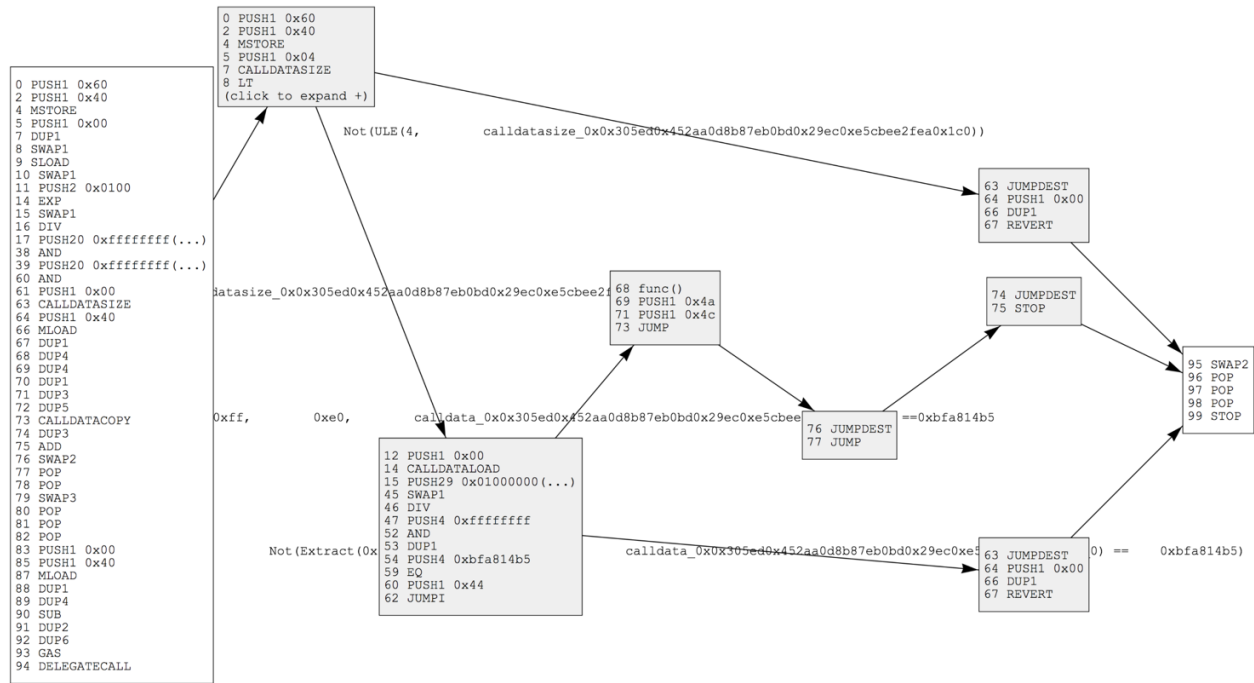 0 PUSH1 0x60
2 PUSH1 0x40
4 MSTORE
5 PUSH1 0x04
7 CALLDATASIZE
8 LT
(click to expand +)
0 PUSH1 0x60
2 PUSH1 0x40
4 MSTORE
5 PUSH1 0x00
7 DUP1
8 SWAP1
9 SLOAD
10 SWAP1
11 PUSH2 0x0100
14 EXP
15 SWAP1
16 DIV
17 PUSH20 0xffffffff(...)
38 AND
39 PUSH20 0xffffffff(...)
60 AND
61 PUSH1 0x00
63 CALLDATASIZE
64 PUSH1 0x40
66 MLOAD
67 DUP1
68 DUP4
69 DUP4
70 DUP1
71 DUP3
72 DUP5
73 CALLDATACOPY
74 DUP3
75 ADD
76 SWAP2
77 POP
78 POP
79 SWAP3
80 POP
81 POP
82 POP
83 PUSH1 0x00
85 PUSH1 0x40
87 MLOAD
88 DUP1
89 DUP4
90 SUB
91 DUP2
92 DUP6
93 GAS
94 DELEGATECALL
Not(ULE(4, calldatasize_0x0x305ed0x452aa0d8b87eb0bd0x29ec0xe5cbee2fea0x1c0))
63 JUMPDEST
64 PUSH1 0x00
66 DUP1
67 REVERT
datasize_0x0x305ed0x452aa0d8b87eb0bd0x29ec0xe5cbee2f
68 func()
69 PUSH1 0x4a
71 PUSH1 0x4c
73 JUMP
74 JUMPDEST
75 STOP
95 SWAP2
96 POP
97 POP
98 POP
99 STOP
0xff, 0xe0, calldata_0x0x305ed0x452aa0d8b87eb0bd0x29ec0xe5cbee ==0xbfa814b5
76 JUMPDEST
77 JUMP
12 PUSH1 0x00
14 CALLDATALOAD
15 PUSH29 0x01000000(...)
45 SWAP1
46 DIV
47 PUSH4 0xffffffff
52 AND
53 DUP1
54 PUSH4 0xbfa814b5
59 EQ
60 PUSH1 0x44
62 JUMPI
Not(Extract(0x calldata_0x0x305ed0x452aa0d8b87eb0bd0x29ec0xe5 0) == 0xbfa814b5)
63 JUMPDEST
64 PUSH1 0x00
66 DUP1
67 REVERT